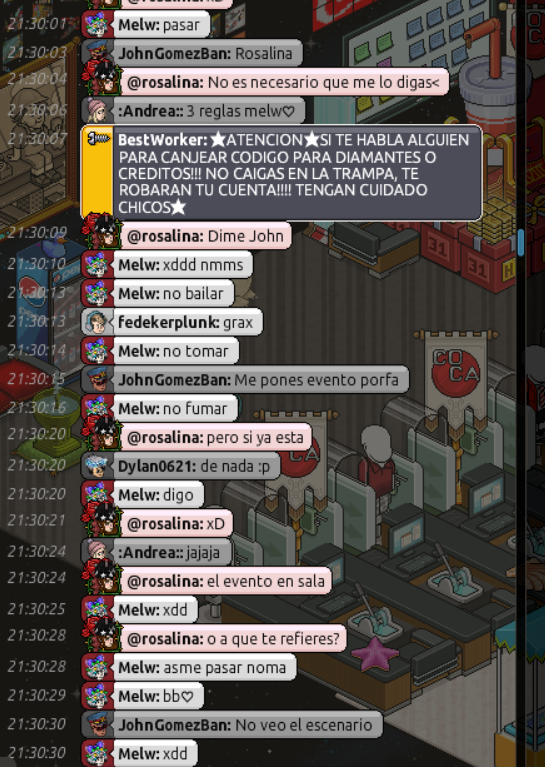 21:30:01 Melw: pasar
21:30:03 JohnGomezBan: Rosalina
21:30:04 @rosalina: No es necesario que me lo digas<
21:30:06 :Andrea:: 3 reglas melw♡
21:30:07 BestWorker: ★ATENCION★SI TE HABLA ALGUIEN
PARA CANJEAR CODIGO PARA DIAMANTES O
CREDITOS!!! NO CAIGAS EN LA TRAMPA, TE
ROBARAN TU CUENTA!!!! TENGAN CUIDADO
CHICOS★
21:30:09 @rosalina: Dime John
21:30:10 Melw: xddd nmms
21:30:13 Melw: no bailar
21:30:13 fedekerplunk: grax
21:30:14 Melw: no tomar
21:30:15 JohnGomezBan: Me pones evento porfa
21:30:16 Melw: no fumar
21:30:20 @rosalina: pero si ya esta
21:30:20 Dylan0621: de nada :p
21:30:20 Melw: digo
21:30:21 @rosalina: xD
21:30:24 :Andrea:: jajaja
21:30:24 @rosalina: el evento en sala
21:30:25 Melw: xdd
21:30:28 @rosalina: o a que te refieres?
21:30:28 Melw: asme pasar noma
21:30:29 Melw: bb♡
21:30:30 JohnGomezBan: No veo el escenario
21:30:30 Melw: xdd
31
31
H
COCA
CA